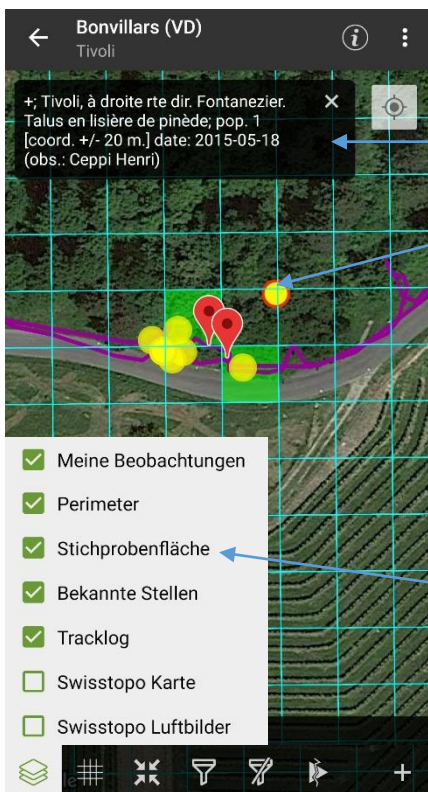 Bonvillars (VD)
Tivoli
+; Tivoli, à droite rte dir. Fontanezier.
Talus en lisière de pinède; pop. 1
[coord. +/- 20 m.] date: 2015-05-18
(obs.: Ceppi Henri)
Meine Beobachtungen
Perimeter
Stichprobenfläche
Bekannte Stellen
Tracklog
Swisstopo Karte
Swisstopo Luftbilder